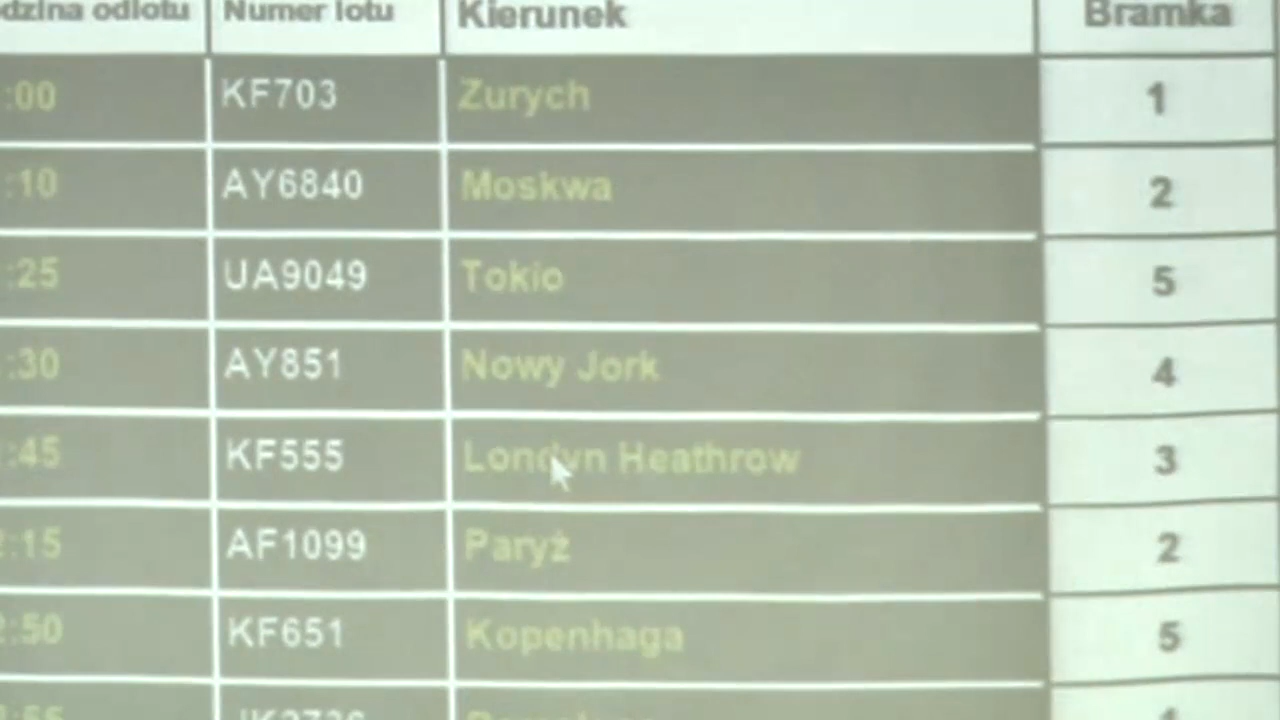 odlotu Numer lotu Kierunek Bramka
:00 KF703 Zurych 1
:10 AY6840 Moskwa 2
:25 UA9049 Tokio 5
:30 AY851 Nowy Jork 4
:45 KF555 Londyn Heathrow 3
:15 AF1099 Paryż 2
:50 KF651 Kopenhaga 5